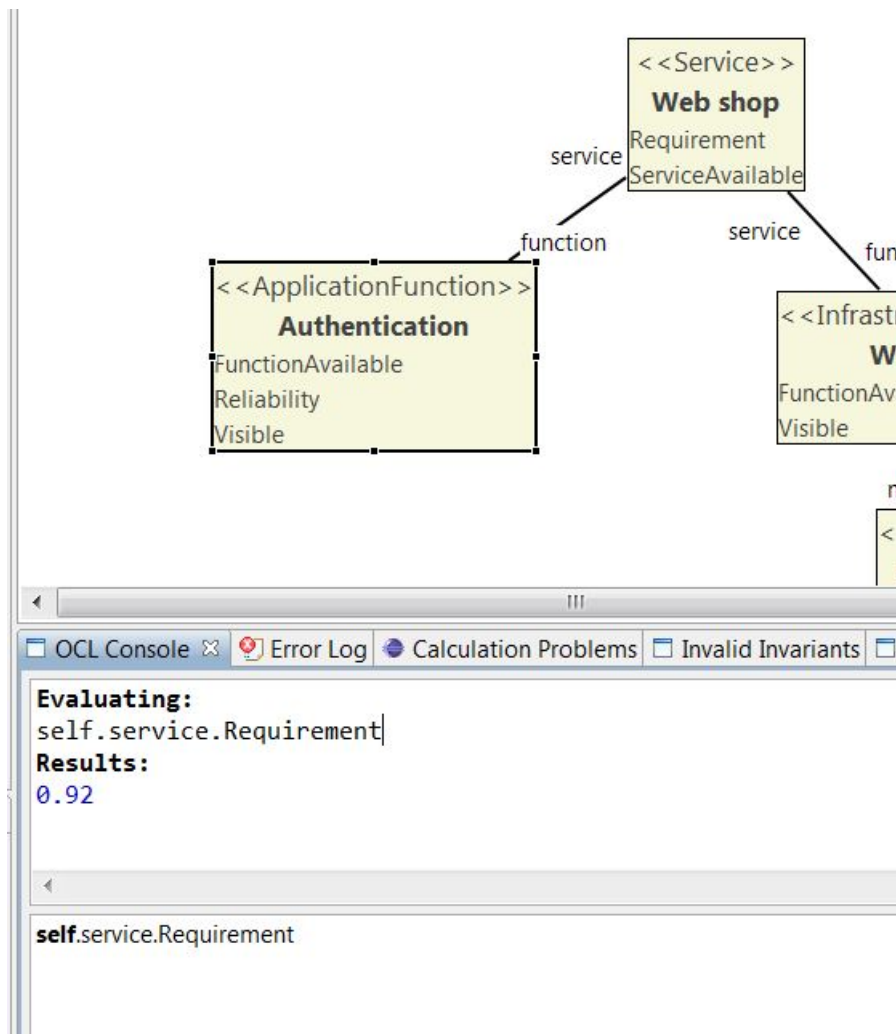 <<Service>>
Web shop
Requirement
ServiceAvailable
service
function
service
<<ApplicationFunction>>
Authentication
FunctionAvailable
Reliability
Visible
Visible
OCL Console
Error Log
Calculation Problems
Invalid Invariants
Evaluating:
self.service.Requirement
Results:
0.92
self.service.Requirement